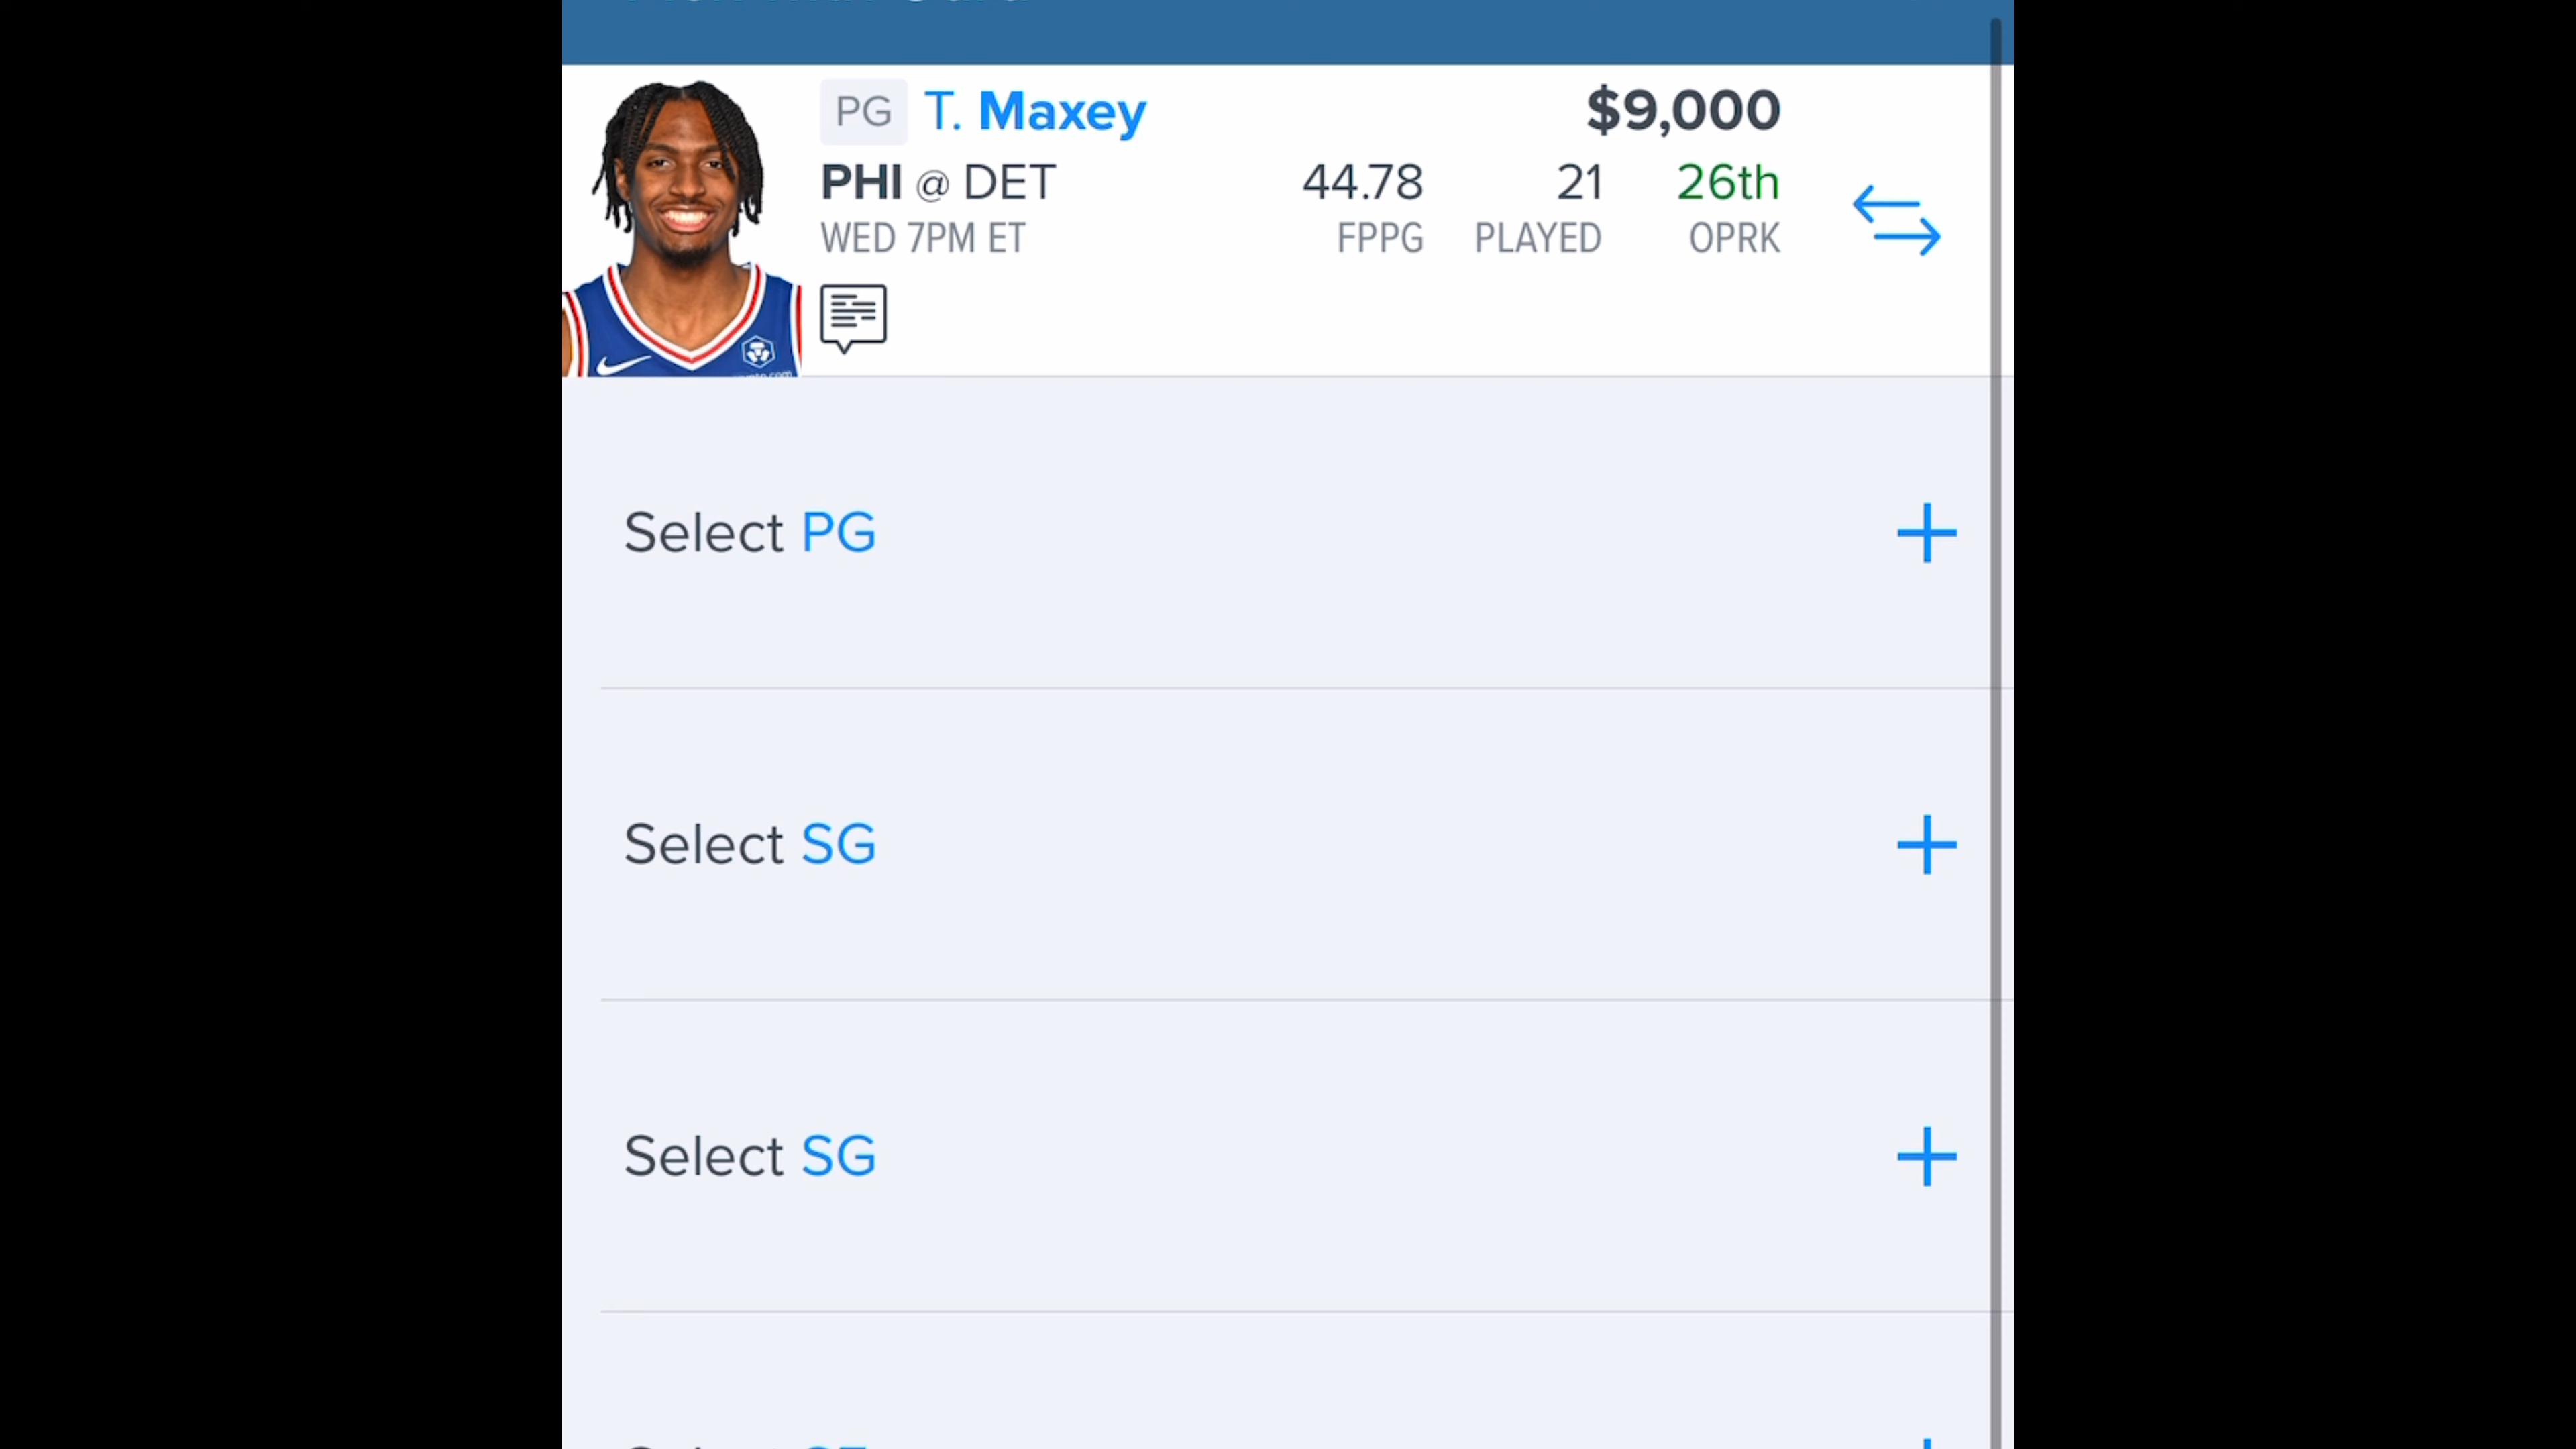 PG T. Maxey $9,000
PHI @ DET 44.78 21 26th
WED 7PM ET FPPG PLAYED OPRK
Select PG
Select SG
Select SG